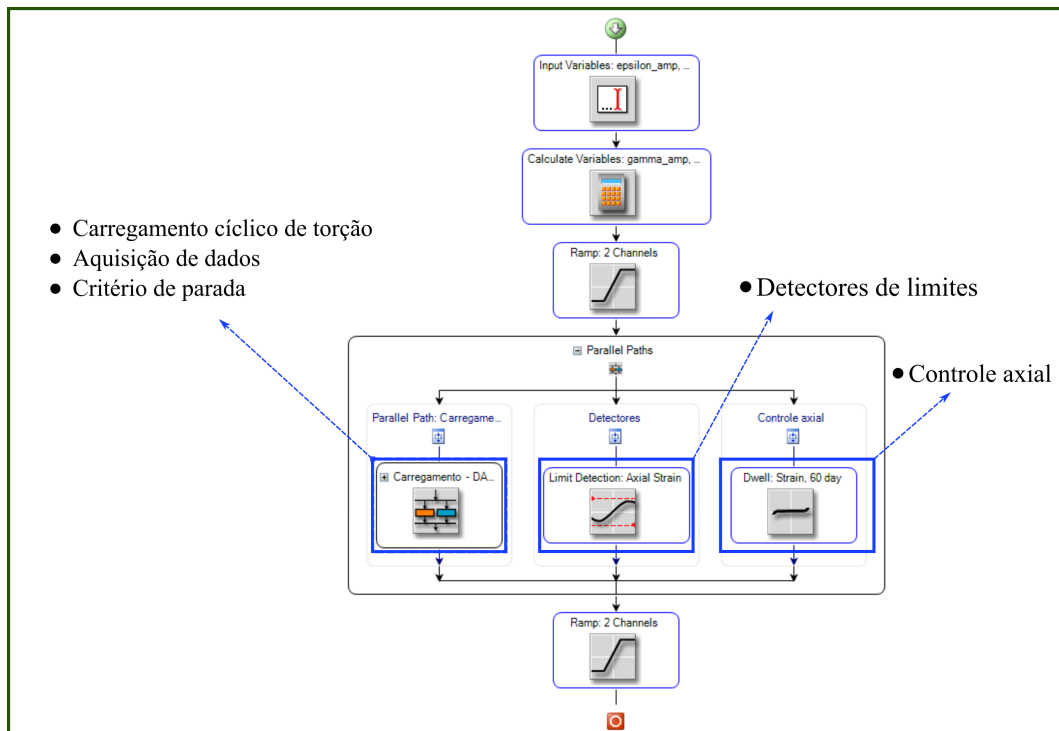 Input Variables: epsilon_amp, ...
Calculate Variables: gamma_amp, ...
● Carregamento cíclico de torção
● Aquisição de dados
● Critério de parada
Ramp: 2 Channels
● Detectores de limites
Parallel Paths
● Controle axial
Parallel Path: Carregame...
Detectores
Controle axial
Carregamento - DA...
Limit Detection: Axial Strain
Dwell: Strain, 60 day
Ramp: 2 Channels